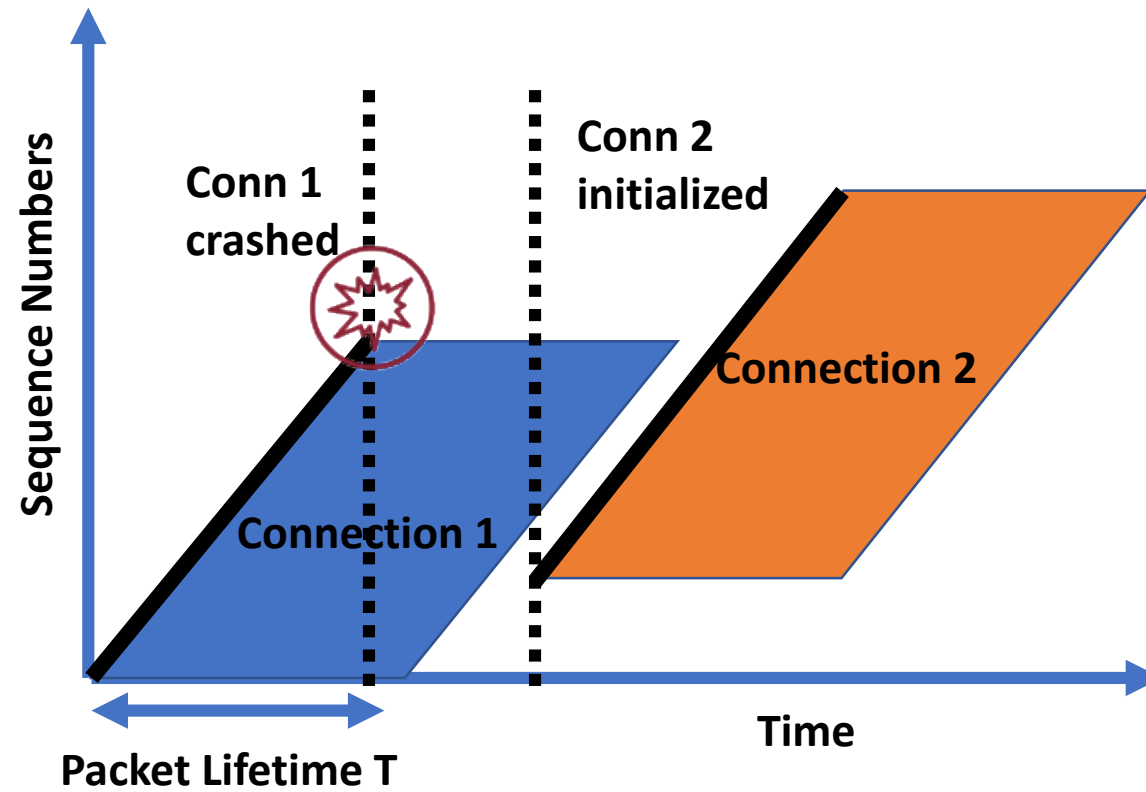 Sequence Numbers
Conn 1
crashed
Conn 2
initialized
Connection 1
Connection 2
Time
Packet Lifetime T